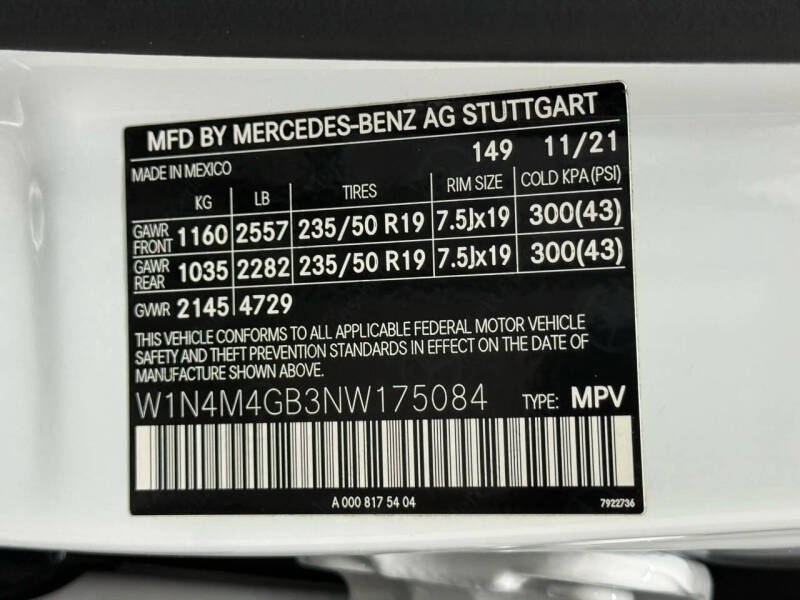 MFD BY MERCEDES-BENZ AG STUTTGART
MADE IN MEXICO 149 11/21
KG LB TIRES RIM SIZE COLD KPA(PSI)
GAWR FRONT 1160 2557 235/50 R19 7.5Jx19 300(43)
GAWR REAR 1035 2282 235/50 R19 7.5Jx19 300(43)
GVWR 2145 4729
THIS VEHICLE CONFORMS TO ALL APPLICABLE FEDERAL MOTOR VEHICLE
SAFETY AND THEFT PREVENTION STANDARDS IN EFFECT ON THE DATE OF
MANUFACTURE SHOWN ABOVE.
W1N4M4GB3NW175084 TYPE: MPV
A 000 817 54 04 7922736